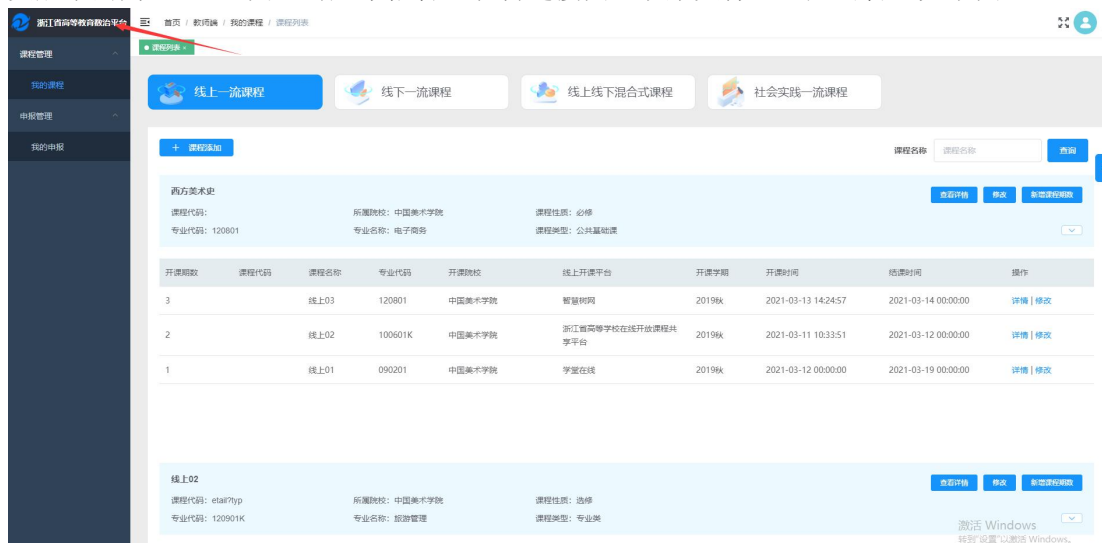 浙江省高等教育数治平台
首页 / 教师端 / 我的课程 / 课程列表
课程管理
课程列表 ×
我的课程
线上一流课程
线下一流课程
线上线下混合式课程
社会实践一流课程
申报管理
我的申报
+ 课程添加
课程名称 课程名称 查询
西方美术史
查看详情 修改 新增课程期数
课程代码: 所属院校: 中国美术学院 课程性质: 必修
专业代码: 120801 专业名称: 电子商务 课程类型: 公共基础课
开课期数 课程代码 课程名称 专业代码 开课院校 线上开课平台 开课学期 开课时间 结课时间 操作
3 线上03 120801 中国美术学院 智慧树网 2019秋 2021-03-13 14:24:57 2021-03-14 00:00:00 详情 | 修改
2 线上02 100601K 中国美术学院 浙江省高等学校在线开放课程共 2019秋 2021-03-11 10:33:51 2021-03-12 00:00:00 详情 | 修改
享平台
1 线上01 090201 中国美术学院 学堂在线 2019秋 2021-03-12 00:00:00 2021-03-19 00:00:00 详情 | 修改
线上02
查看详情 修改 新增课程期数
课程代码: etail?typ 所属院校: 中国美术学院 课程性质: 选修
专业代码: 120901K 专业名称: 旅游管理 课程类型: 专业类
激活 Windows
转到"设置"以激活 Windows。